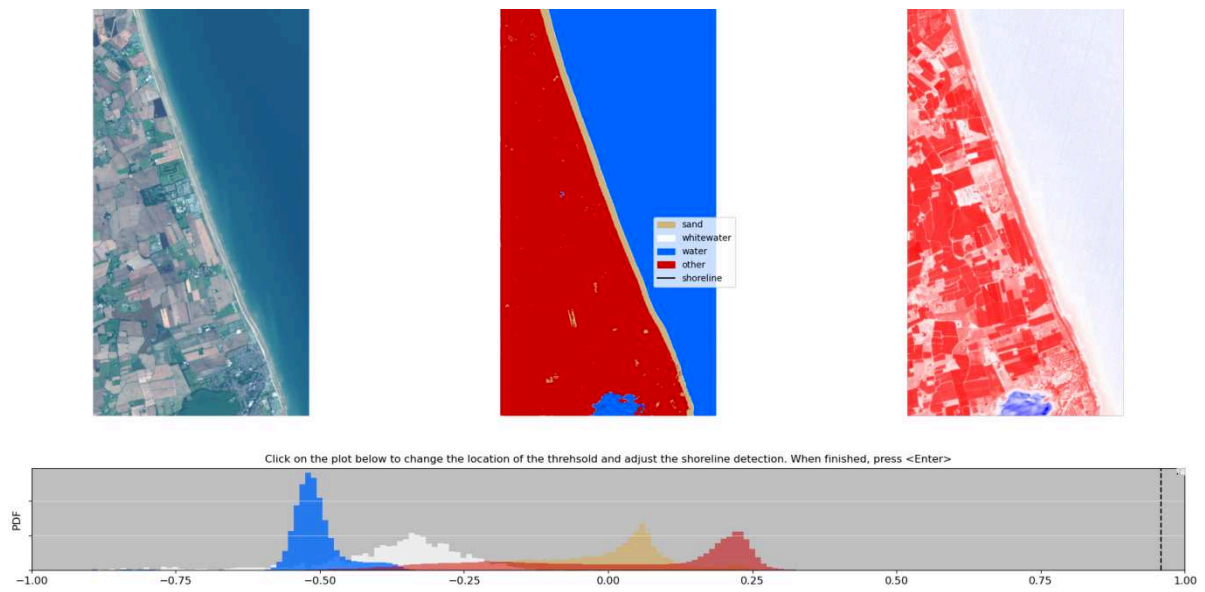 sand
whitewater
water
other
shoreline
Click on the plot below to change the location of the threhsold and adjust the shoreline detection. When finished, press <Enter>
PDF
-1.00 -0.75 -0.50 -0.25 0.00 0.25 0.50 0.75 1.00